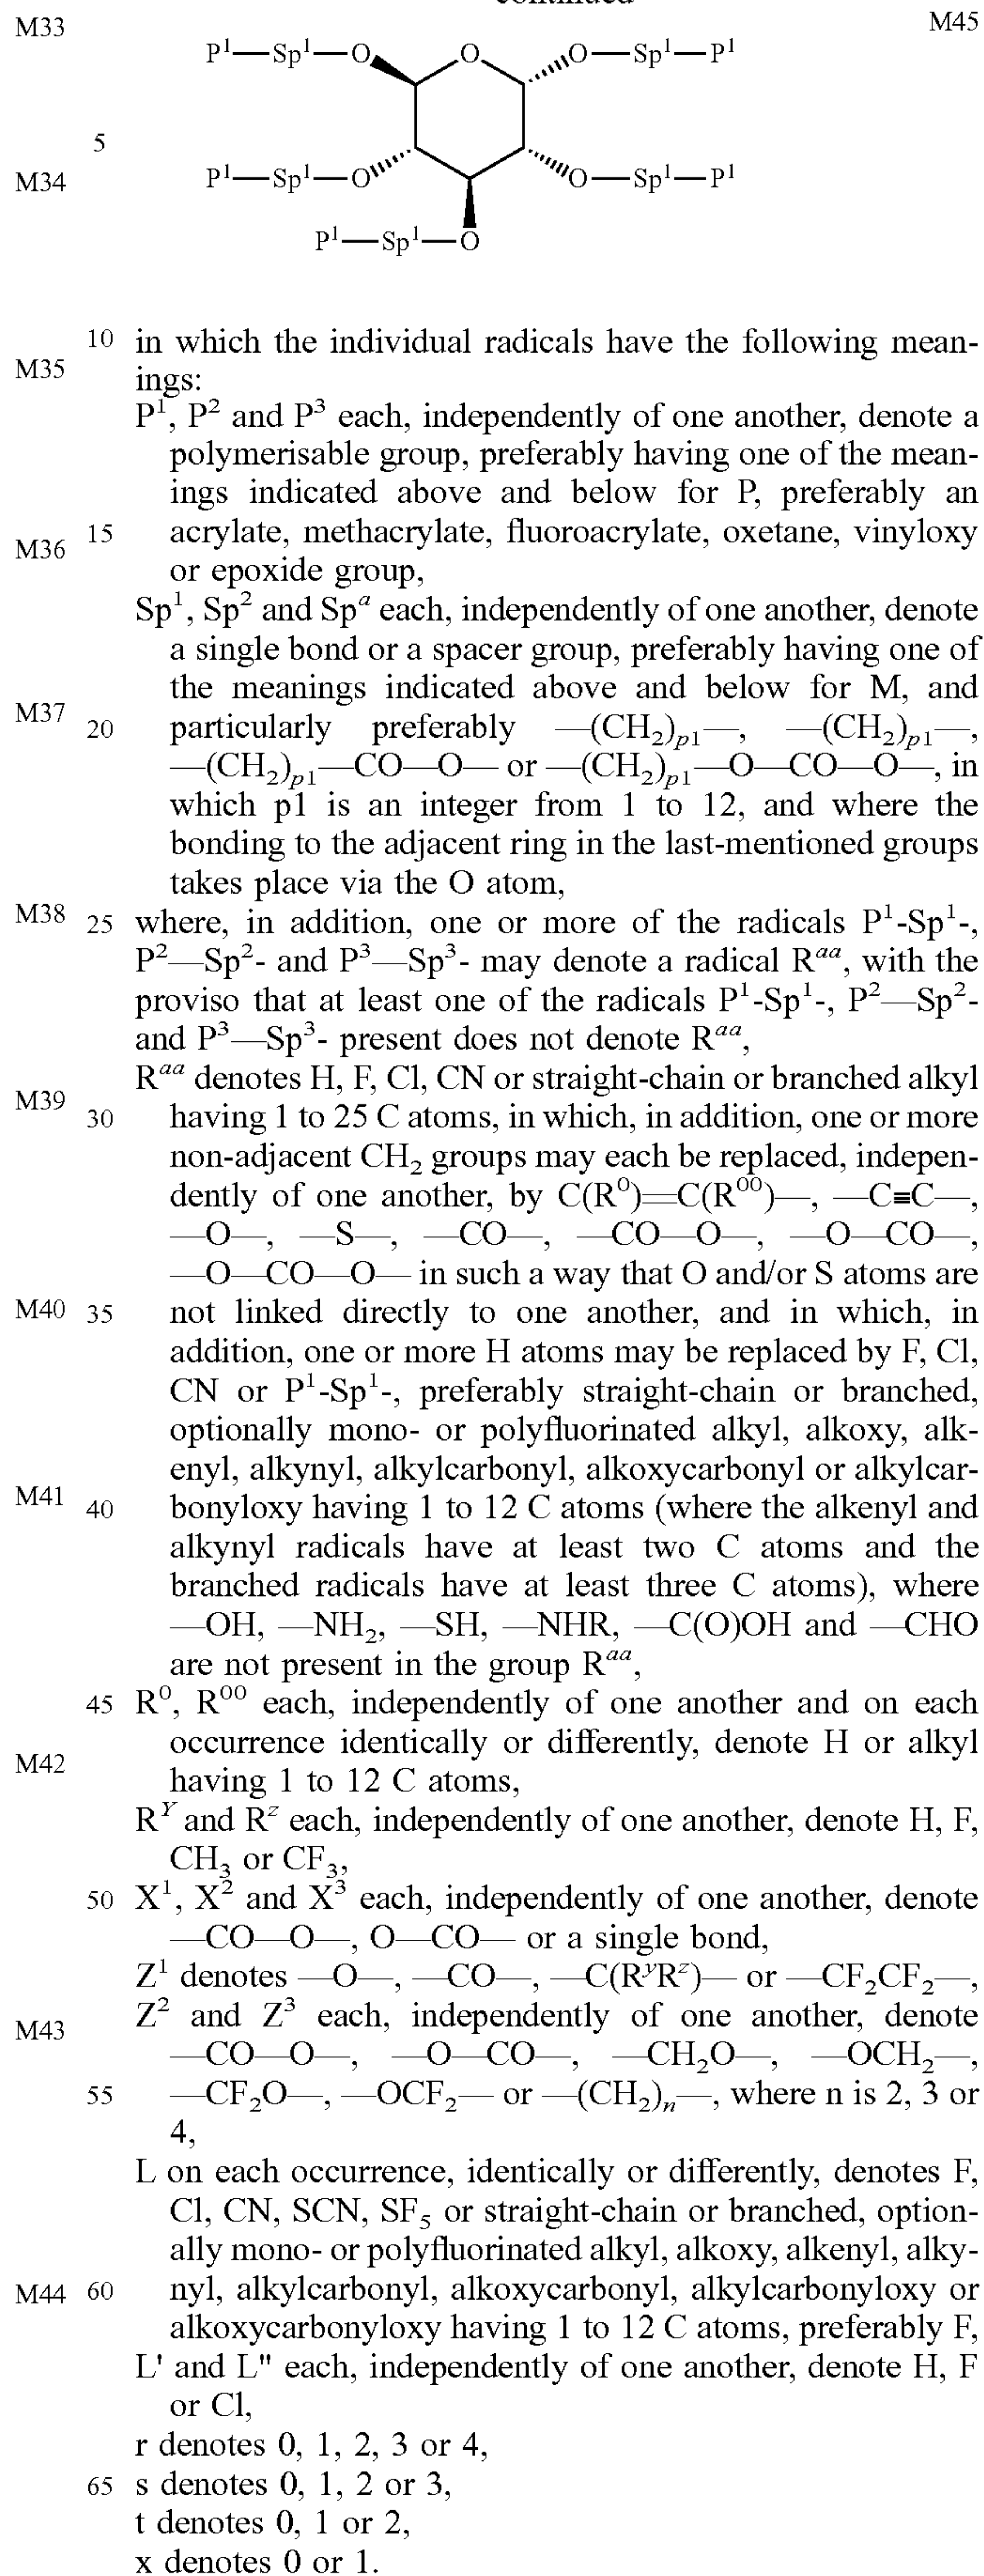 continued
M33
M45
P¹—Sp¹—O O O—Sp¹—P¹
5
M34
P¹—Sp¹—O O—Sp¹—P¹
P¹—Sp¹—O
10 in which the individual radicals have the following mean-
M35
ings:
P¹, P² and P³ each, independently of one another, denote a
polymerisable group, preferably having one of the mean-
ings indicated above and below for P, preferably an
M36 15 acrylate, methacrylate, fluoroacrylate, oxetane, vinyloxy
or epoxide group,
Sp¹, Sp² and Spᵃ each, independently of one another, denote
a single bond or a spacer group, preferably having one of
the meanings indicated above and below for M, and
M37 20 particularly preferably —(CH₂)ₚ₁—, —(CH₂)ₚ₁—,
—(CH₂)ₚ₁—CO—O— or —(CH₂)ₚ₁—O—CO—O—, in
which p1 is an integer from 1 to 12, and where the
bonding to the adjacent ring in the last-mentioned groups
takes place via the O atom,
M38 25 where, in addition, one or more of the radicals P¹-Sp¹-,
P²—Sp²- and P³—Sp³- may denote a radical Rᵃᵃ, with the
proviso that at least one of the radicals P¹-Sp¹-, P²—Sp²-
and P³—Sp³- present does not denote Rᵃᵃ,
Rᵃᵃ denotes H, F, Cl, CN or straight-chain or branched alkyl
M39 30 having 1 to 25 C atoms, in which, in addition, one or more
non-adjacent CH₂ groups may each be replaced, indepen-
dently of one another, by C(R⁰)═C(R⁰⁰)—, —C≡C—,
—O—, —S—, —CO—, —CO—O—, —O—CO—,
—O—CO—O— in such a way that O and/or S atoms are
M40 35 not linked directly to one another, and in which, in
addition, one or more H atoms may be replaced by F, Cl,
CN or P¹-Sp¹-, preferably straight-chain or branched,
optionally mono- or polyfluorinated alkyl, alkoxy, alk-
enyl, alkynyl, alkylcarbonyl, alkoxycarbonyl or alkylcar-
M41 40 bonyloxy having 1 to 12 C atoms (where the alkenyl and
alkynyl radicals have at least two C atoms and the
branched radicals have at least three C atoms), where
—OH, —NH₂, —SH, —NHR, —C(O)OH and —CHO
are not present in the group Rᵃᵃ,
45 R⁰, R⁰⁰ each, independently of one another and on each
M42 occurrence identically or differently, denote H or alkyl
having 1 to 12 C atoms,
Rʸ and Rᶻ each, independently of one another, denote H, F,
CH₃ or CF₃,
50 X¹, X² and X³ each, independently of one another, denote
—CO—O—, O—CO— or a single bond,
Z¹ denotes —O—, —CO—, —C(RʸRᶻ)— or —CF₂CF₂—,
M43 Z² and Z³ each, independently of one another, denote
—CO—O—, —O—CO—, —CH₂O—, —OCH₂—,
55 —CF₂O—, —OCF₂— or —(CH₂)ₙ—, where n is 2, 3 or
4,
L on each occurrence, identically or differently, denotes F,
Cl, CN, SCN, SF₅ or straight-chain or branched, option-
ally mono- or polyfluorinated alkyl, alkoxy, alkenyl, alky-
M44 60 nyl, alkylcarbonyl, alkoxycarbonyl, alkylcarbonyloxy or
alkoxycarbonyloxy having 1 to 12 C atoms, preferably F,
L' and L" each, independently of one another, denote H, F
or Cl,
r denotes 0, 1, 2, 3 or 4,
65 s denotes 0, 1, 2 or 3,
t denotes 0, 1 or 2,
x denotes 0 or 1.